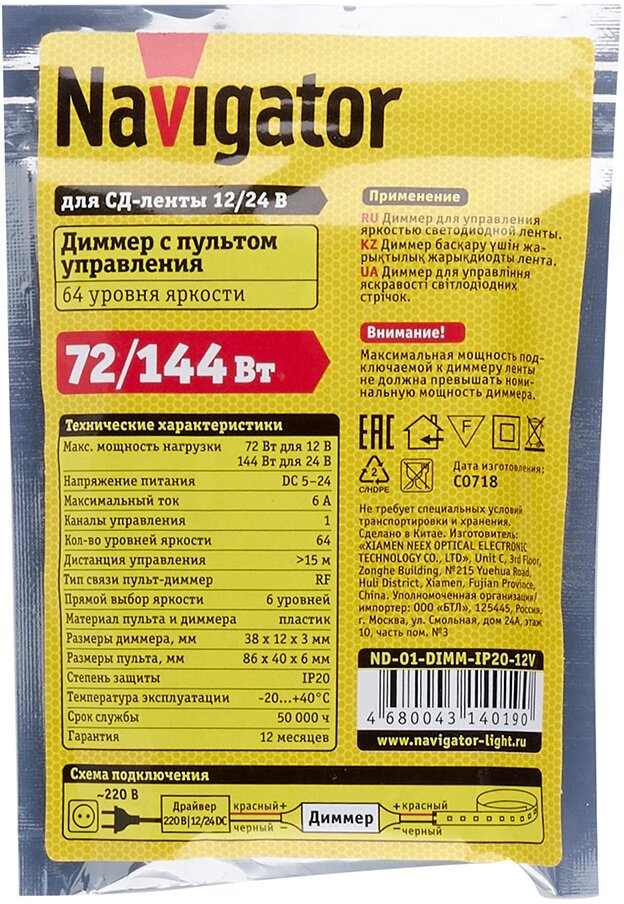 Navigator
для СД-ленты 12/24 В
Диммер с пультом
управления
64 уровня яркости
72/144 Вт
Технические характеристики
Макс. мощность нагрузки 72 Вт для 12 В
144 Вт для 24 В
Напряжение питания DC 5–24
Максимальный ток 6 А
Каналы управления 1
Кол-во уровней яркости 64
Дистанция управления >15 м
Тип связи пульт-диммер RF
Прямой выбор яркости 6 уровней
Материал пульта и диммера пластик
Размеры диммера, мм 38 x 12 x 3 мм
Размеры пульта, мм 86 x 40 x 6 мм
Степень защиты IP20
Температура эксплуатации -20...+40°C
Срок службы 50 000 ч
Гарантия 12 месяцев
Применение
RU Диммер для управления
яркостью светодиодной ленты.
KZ Диммер басқару үшін жа-
рықтылық жарықдиодты лента.
UA Диммер для управління
яскравості світлодіодних
стрічок.
Внимание!
Максимальная мощность под-
ключаемой к диммеру ленты
не должна превышать номи-
нальную мощность диммера.
EAC
F
2
C/HDPE
Дата изготовления:
C0718
Не требует специальных условий
транспортировки и хранения.
Сделано в Китае. Изготовитель:
«XIAMEN NEEX OPTICAL ELECTRONIC
TECHNOLOGY CO., LTD», Unit C, 3rd Floor,
Zonghe Building, №215 Yuehua Road,
Huli District, Xiamen, Fujian Province,
China. Уполномоченная организация/
импортер: ООО «БТЛ», 125445, Россия,
г. Москва, ул. Смольная, дом 24А, этаж
10, часть пом. №3
ND-01-DIMM-IP20-12V
4 680043 140190
www.navigator-light.ru
Схема подключения
~220 В
Драйвер
220 В|12/24 DC
красный+
черный –
Диммер
+красный
–черный